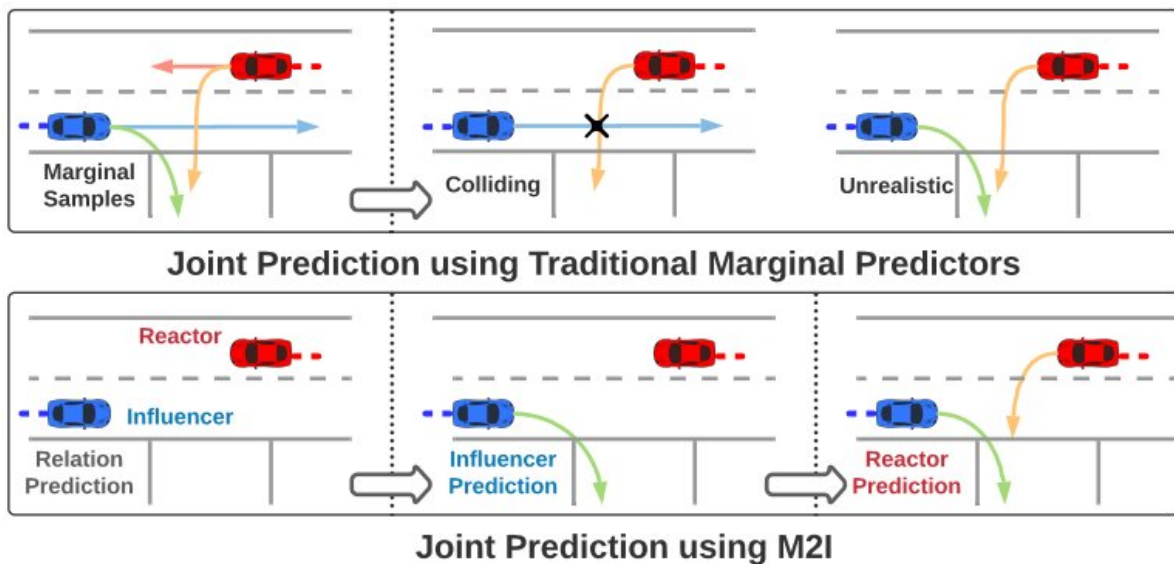 Marginal
Samples
Colliding
Unrealistic
Joint Prediction using Traditional Marginal Predictors
Reactor
Influencer
Relation
Prediction
Influencer
Prediction
Reactor
Prediction
Joint Prediction using M2I